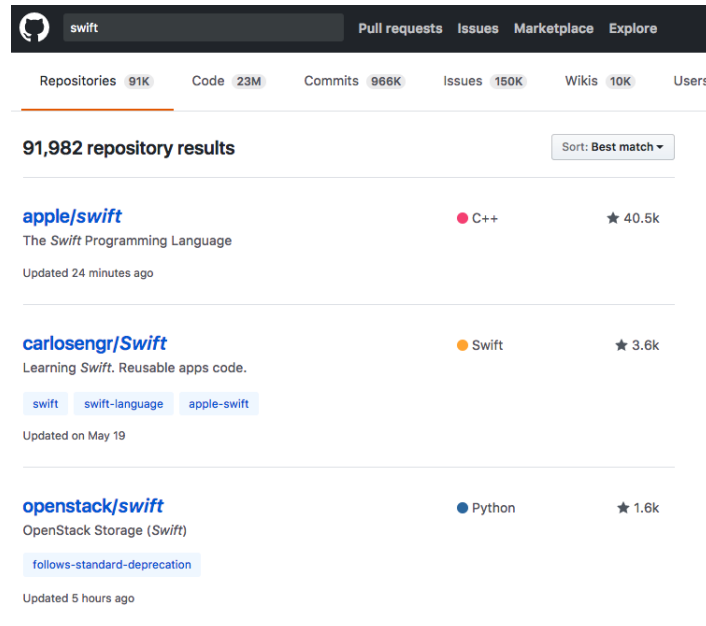 swift Pull requests Issues Marketplace Explore
Repositories 91K Code 23M Commits 966K Issues 150K Wikis 10K Users
91,982 repository results Sort: Best match
apple/swift C++ 40.5k
The Swift Programming Language
Updated 24 minutes ago
carlosengr/Swift Swift 3.6k
Learning Swift. Reusable apps code.
swift swift-language apple-swift
Updated on May 19
openstack/swift Python 1.6k
OpenStack Storage (Swift)
follows-standard-deprecation
Updated 5 hours ago